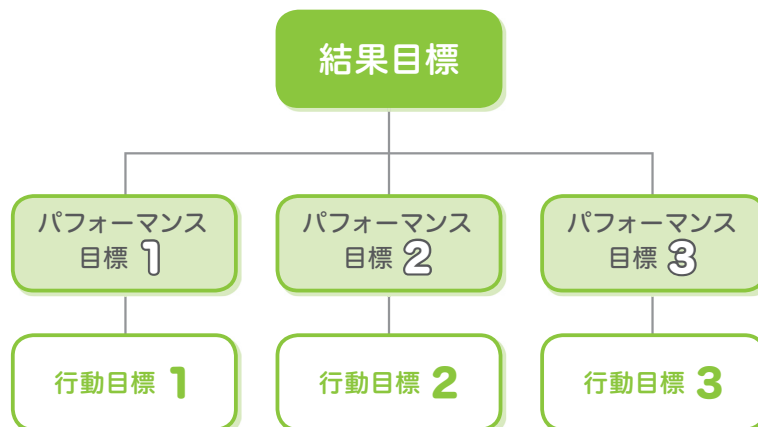 結果目標
パフォーマンス
目標 1
パフォーマンス
目標 2
パフォーマンス
目標 3
行動目標 1
行動目標 2
行動目標 3